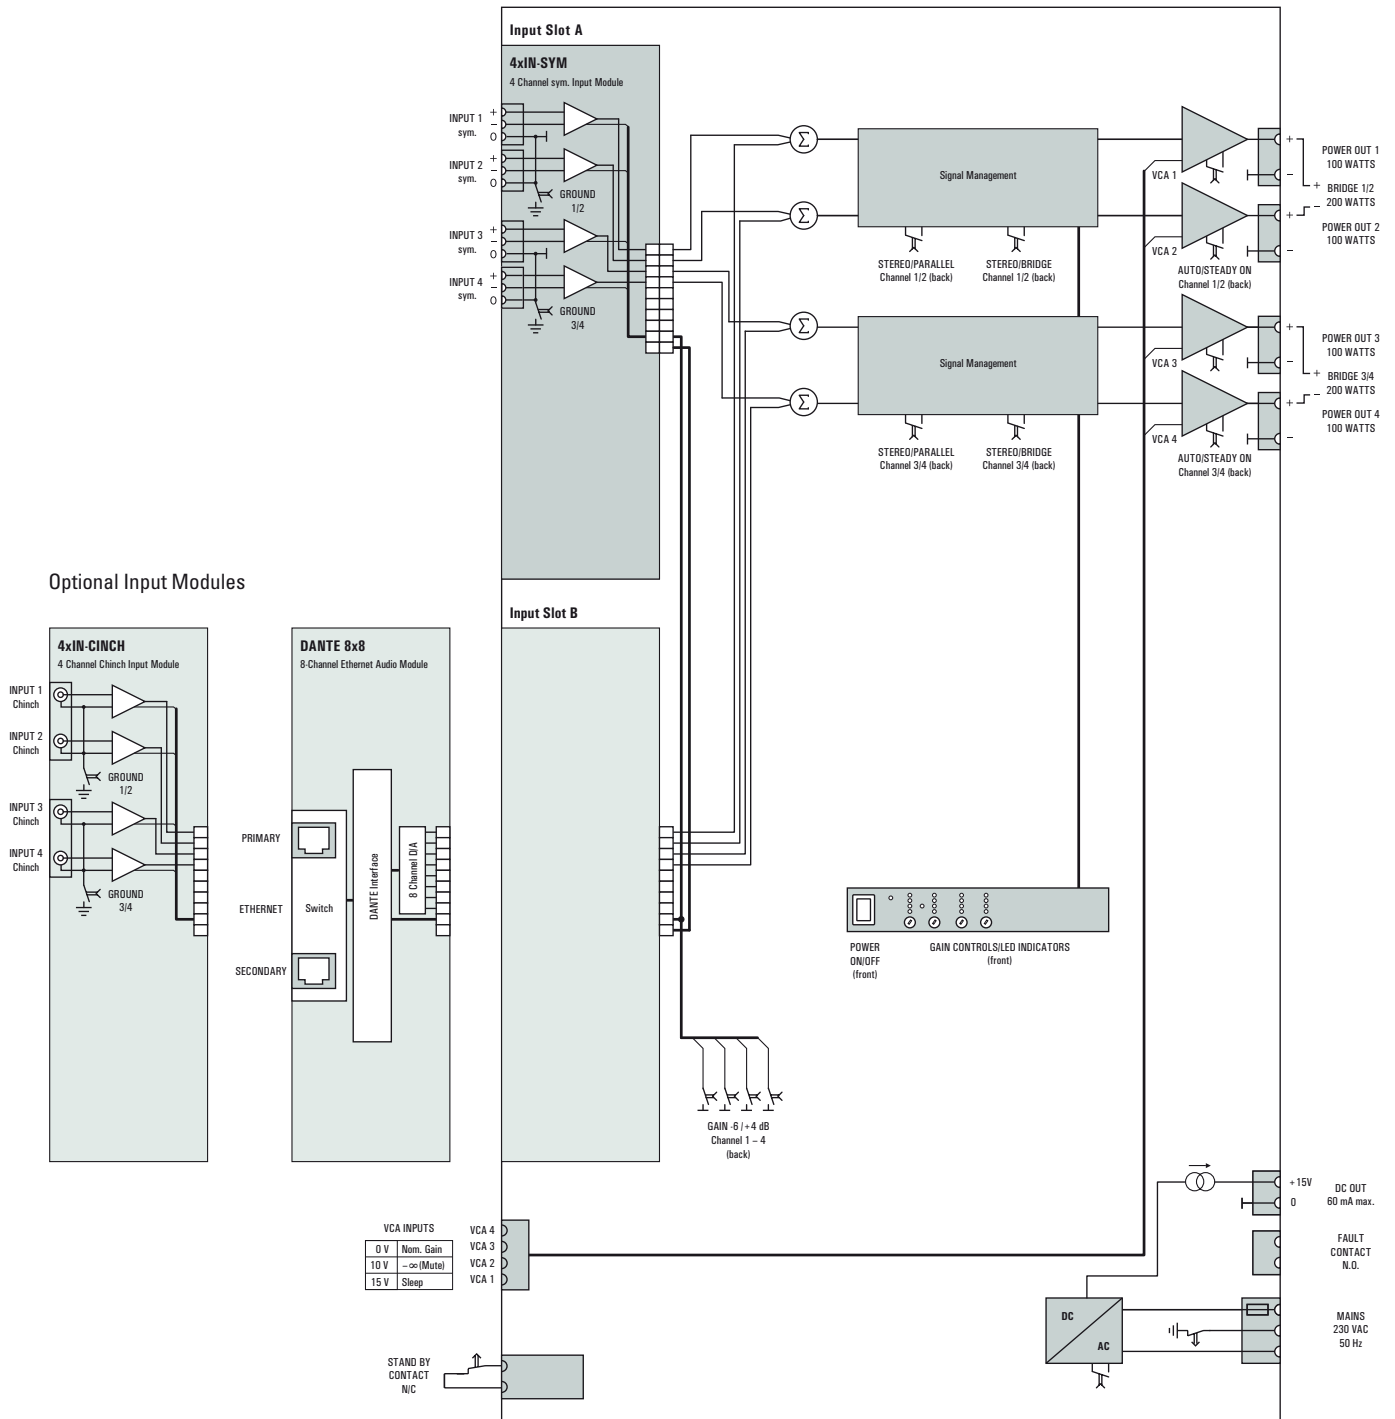 Input Slot A
4xIN-SYM
4 Channel sym. Input Module
INPUT 1
sym.
+
−
0
INPUT 2
sym.
+
−
0
GROUND
1/2
INPUT 3
sym.
+
−
0
INPUT 4
sym.
+
−
0
GROUND
3/4
Σ
Σ
Σ
Σ
Signal Management
STEREO/PARALLEL
Channel 1/2 (back)
STEREO/BRIDGE
Channel 1/2 (back)
Signal Management
STEREO/PARALLEL
Channel 3/4 (back)
STEREO/BRIDGE
Channel 3/4 (back)
VCA 1
VCA 2
AUTO/STEADY ON
Channel 1/2 (back)
VCA 3
VCA 4
AUTO/STEADY ON
Channel 3/4 (back)
+
−
POWER OUT 1
100 WATTS
+ BRIDGE 1/2
− 200 WATTS
+
−
POWER OUT 2
100 WATTS
+
−
POWER OUT 3
100 WATTS
+ BRIDGE 3/4
− 200 WATTS
+
−
POWER OUT 4
100 WATTS
Optional Input Modules
4xIN-CINCH
4 Channel Chinch Input Module
INPUT 1
Chinch
INPUT 2
Chinch
GROUND
1/2
INPUT 3
Chinch
INPUT 4
Chinch
GROUND
3/4
DANTE 8x8
8-Channel Ethernet Audio Module
PRIMARY
ETHERNET
SECONDARY
Switch
DANTE Interface
8 Channel D/A
Input Slot B
POWER
ON/OFF
(front)
GAIN CONTROLS/LED INDICATORS
(front)
GAIN -6 / +4 dB
Channel 1 – 4
(back)
VCA INPUTS
0 V Nom. Gain
10 V −∞ (Mute)
15 V Sleep
VCA 4
VCA 3
VCA 2
VCA 1
STAND BY
CONTACT
N/C
+15V
0
DC OUT
60 mA max.
FAULT
CONTACT
N.O.
DC
AC
MAINS
230 VAC
50 Hz